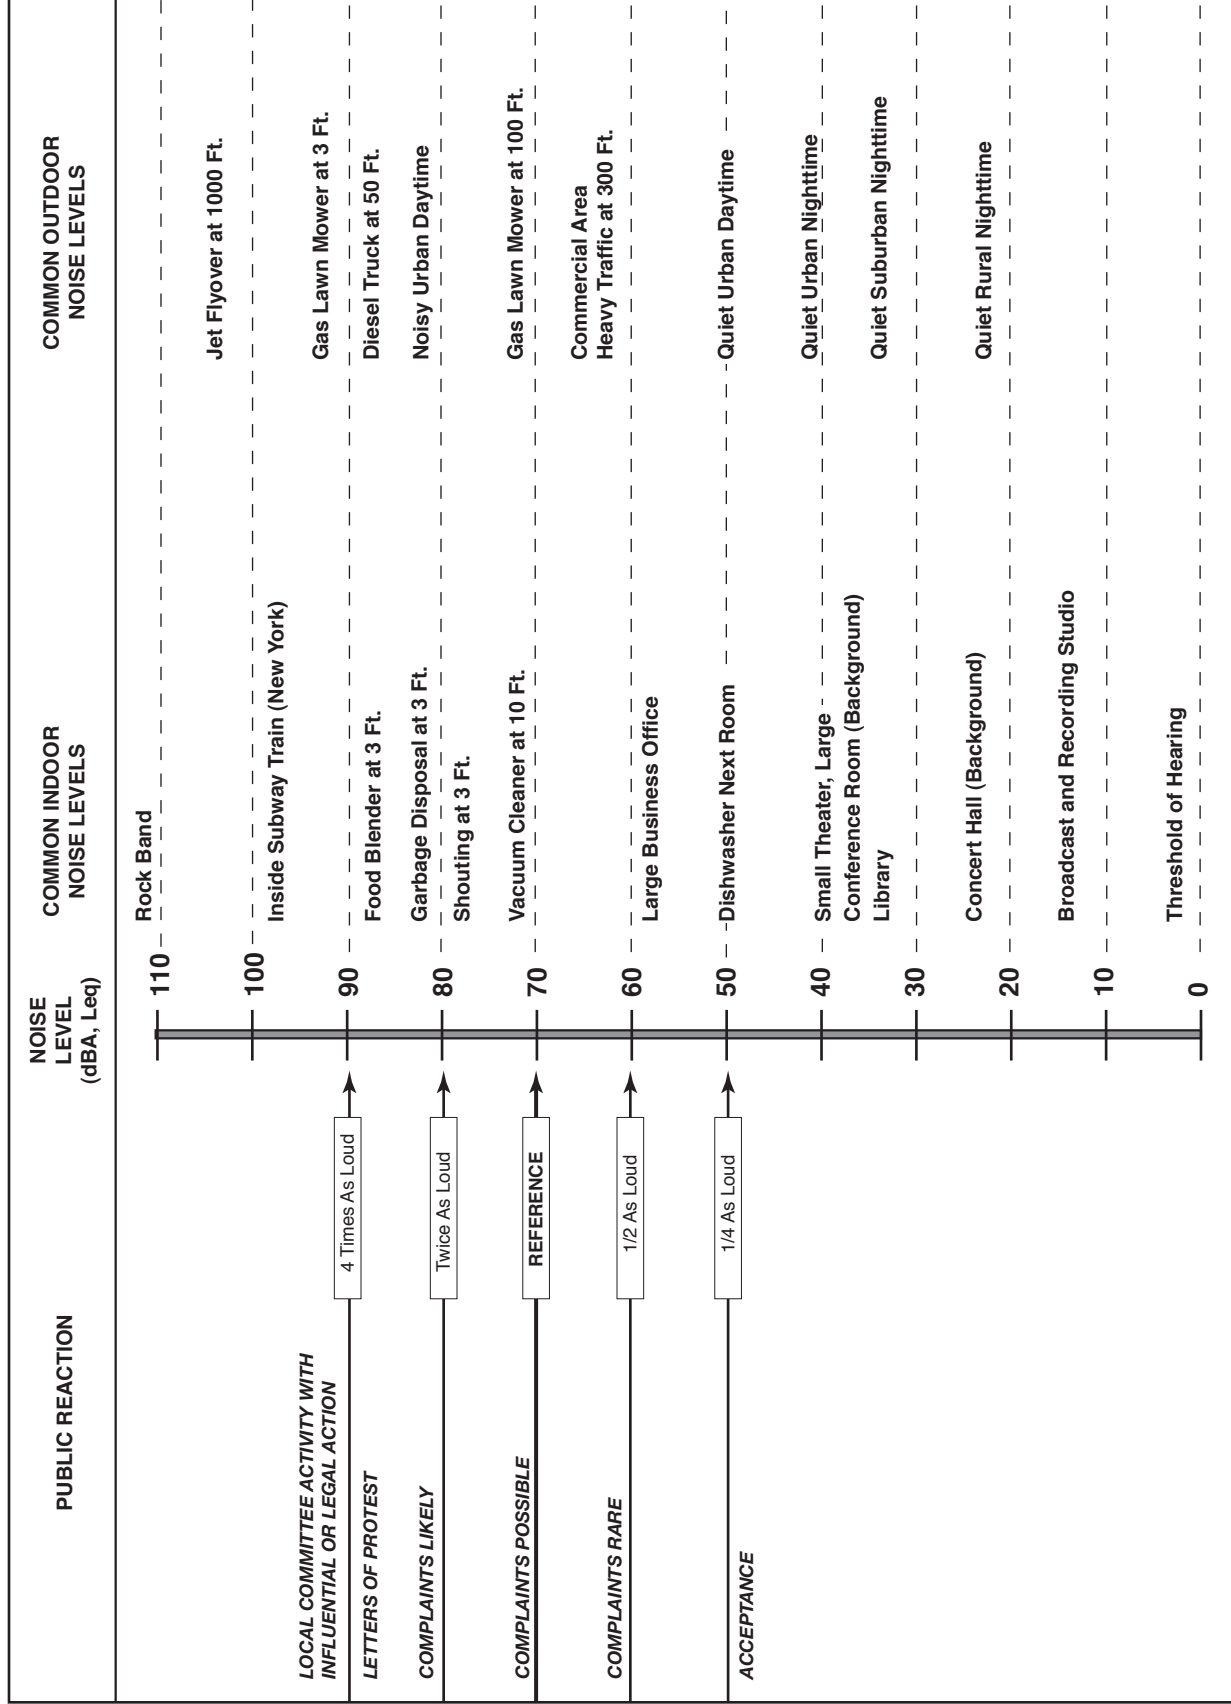 PUBLIC REACTION
NOISE
LEVEL
(dBA, Leq)
COMMON INDOOR
NOISE LEVELS
COMMON OUTDOOR
NOISE LEVELS
LOCAL COMMITTEE ACTIVITY WITH
INFLUENTIAL OR LEGAL ACTION
LETTERS OF PROTEST
COMPLAINTS LIKELY
COMPLAINTS POSSIBLE
COMPLAINTS RARE
ACCEPTANCE
4 Times As Loud
Twice As Loud
REFERENCE
1/2 As Loud
1/4 As Loud
110
100
90
80
70
60
50
40
30
20
10
0
Rock Band
Inside Subway Train (New York)
Food Blender at 3 Ft.
Garbage Disposal at 3 Ft.
Shouting at 3 Ft.
Vacuum Cleaner at 10 Ft.
Large Business Office
Dishwasher Next Room
Small Theater, Large
Conference Room (Background)
Library
Concert Hall (Background)
Broadcast and Recording Studio
Threshold of Hearing
Jet Flyover at 1000 Ft.
Gas Lawn Mower at 3 Ft.
Diesel Truck at 50 Ft.
Noisy Urban Daytime
Gas Lawn Mower at 100 Ft.
Commercial Area
Heavy Traffic at 300 Ft.
Quiet Urban Daytime
Quiet Urban Nighttime
Quiet Suburban Nighttime
Quiet Rural Nighttime